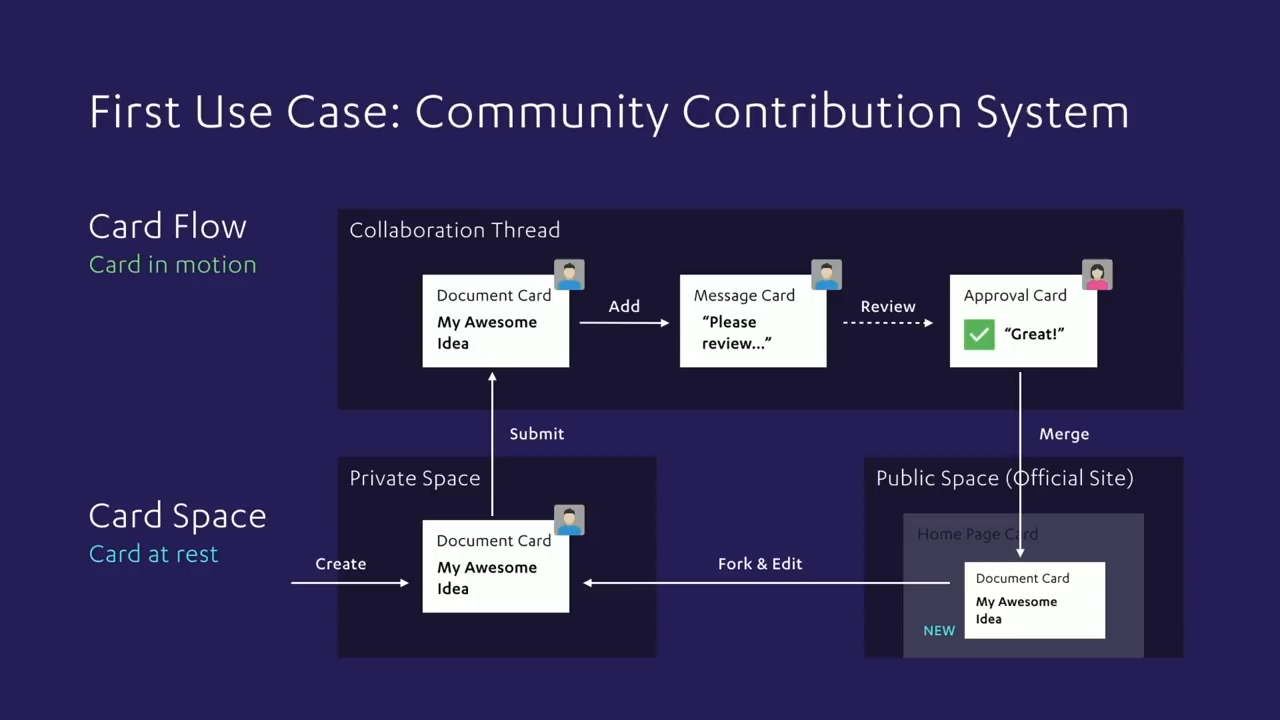 First Use Case: Community Contribution System
Card Flow
Card in motion
Collaboration Thread
Document Card
My Awesome
Idea
Add
Message Card
“Please
review...”
Review
Approval Card
“Great!”
Submit
Merge
Card Space
Card at rest
Private Space
Create
Document Card
My Awesome
Idea
Fork & Edit
Public Space (Official Site)
Home Page Card
Document Card
My Awesome
Idea
NEW